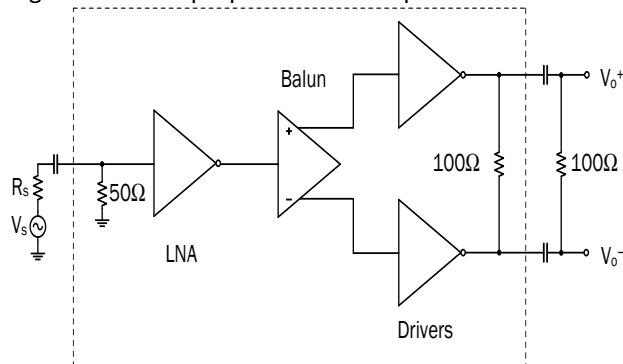 Balun
Vₒ⁺
+
100Ω 100Ω
Rₛ 50Ω
−
Vₛ
LNA
Vₒ⁻
Drivers